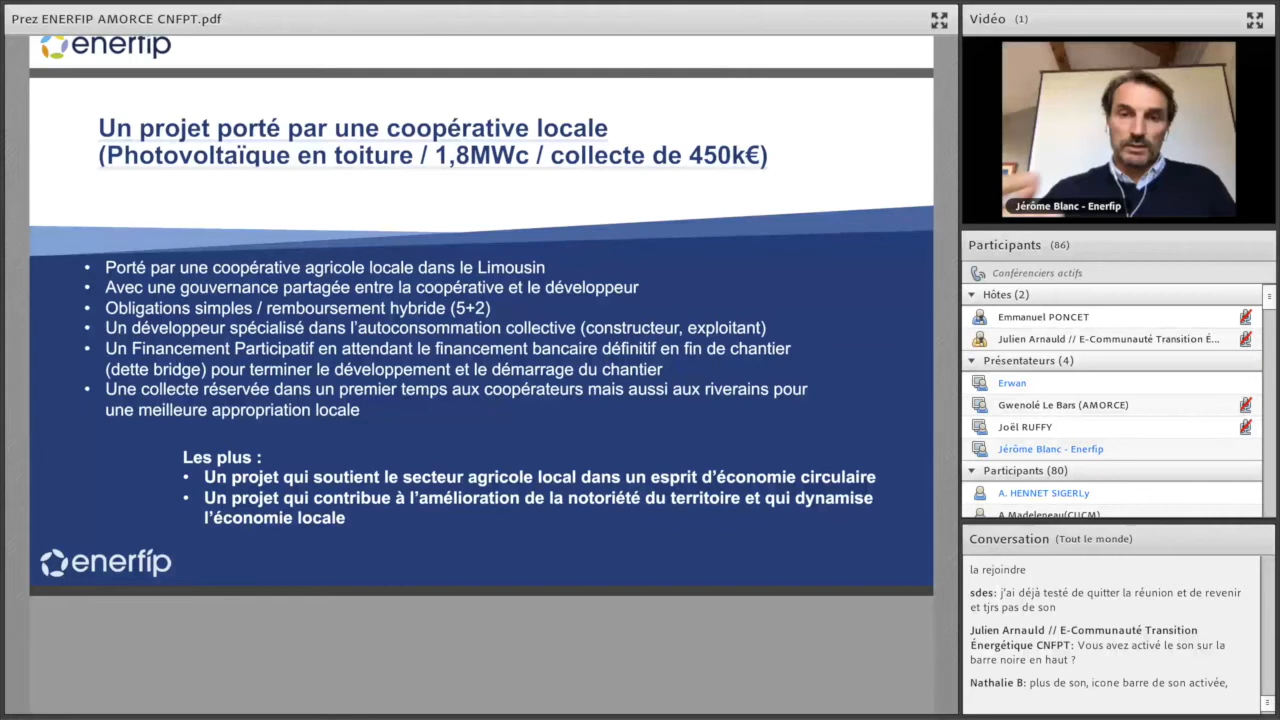 Prez ENERFIP AMORCE CNFPT.pdf
enerfip
Un projet porté par une coopérative locale
(Photovoltaïque en toiture / 1,8MWc / collecte de 450k€)
• Porté par une coopérative agricole locale dans le Limousin
• Avec une gouvernance partagée entre la coopérative et le développeur
• Obligations simples / remboursement hybride (5+2)
• Un développeur spécialisé dans l'autoconsommation collective (constructeur, exploitant)
• Un Financement Participatif en attendant le financement bancaire définitif en fin de chantier
(dette bridge) pour terminer le développement et le démarrage du chantier
• Une collecte réservée dans un premier temps aux coopérateurs mais aussi aux riverains pour
une meilleure appropriation locale
Les plus :
• Un projet qui soutient le secteur agricole local dans un esprit d'économie circulaire
• Un projet qui contribue à l'amélioration de la notoriété du territoire et qui dynamise
l'économie locale
enerfip
Vidéo (1)
Jérôme Blanc - Enerfip
Participants (86)
Conférenciers actifs
Hôtes (2)
Emmanuel PONCET
Julien Arnauld // E-Communauté Transition É...
Présentateurs (4)
Erwan
Gwenolé Le Bars (AMORCE)
Joël RUFFY
Jérôme Blanc - Enerfip
Participants (80)
A. HENNET SIGERLy
A Madeleneau(CUCM)
Conversation (Tout le monde)
la rejoindre
sdes: j'ai déjà testé de quitter la réunion et de revenir
et tjrs pas de son
Julien Arnauld // E-Communauté Transition
Énergétique CNFPT: Vous avez activé le son sur la
barre noire en haut ?
Nathalie B: plus de son, icone barre de son activée,